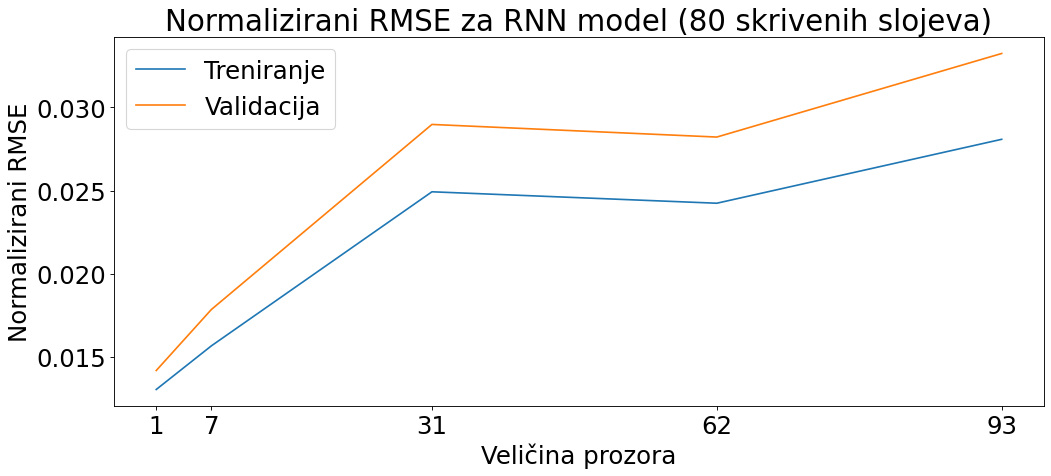 Normalizirani RMSE za RNN model (80 skrivenih slojeva)
Treniranje
Validacija
Normalizirani RMSE
0.030
0.025
0.020
0.015
1 7 31 62 93
Veličina prozora